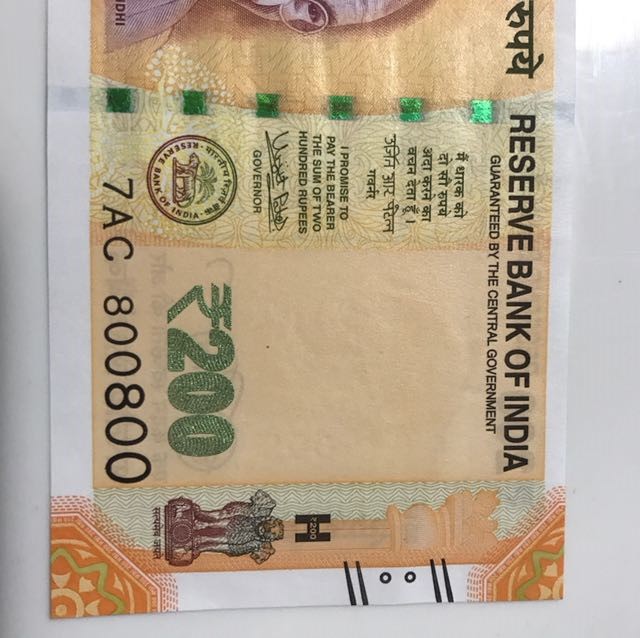 रुपये
RESERVE BANK OF INDIA
GUARANTEED BY THE CENTRAL GOVERNMENT
मैं धारक को
दो सौ रुपये
अदा करने का
वचन देता हूँ ।
उर्जित आर पटेल
गवर्नर
I PROMISE TO
PAY THE BEARER
THE SUM OF TWO
HUNDRED RUPEES
GOVERNOR
भारतीय रिज़र्व बैंक
RESERVE BANK OF INDIA
₹200
7AC 800800
सत्यमेव जयते
₹200